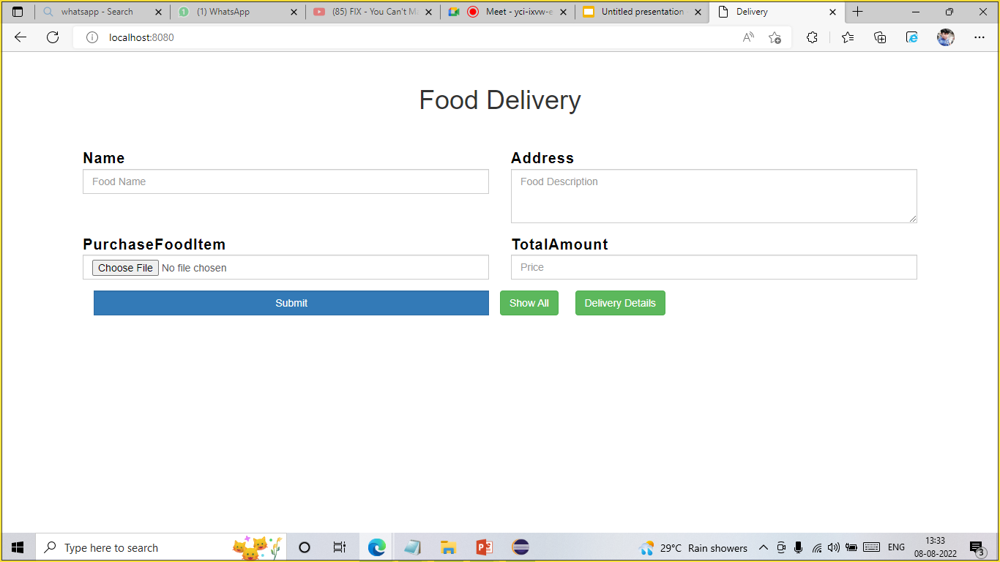 whatsapp - Search
(1) WhatsApp
(85) FIX - You Can't M
Meet - yci-ixvw-e
Untitled presentation
Delivery
localhost:8080
Food Delivery
Name
Address
Food Name
Food Description
PurchaseFoodItem
TotalAmount
Choose File No file chosen
Price
Submit
Show All
Delivery Details
Type here to search
29°C Rain showers
ENG
13:33
08-08-2022
3